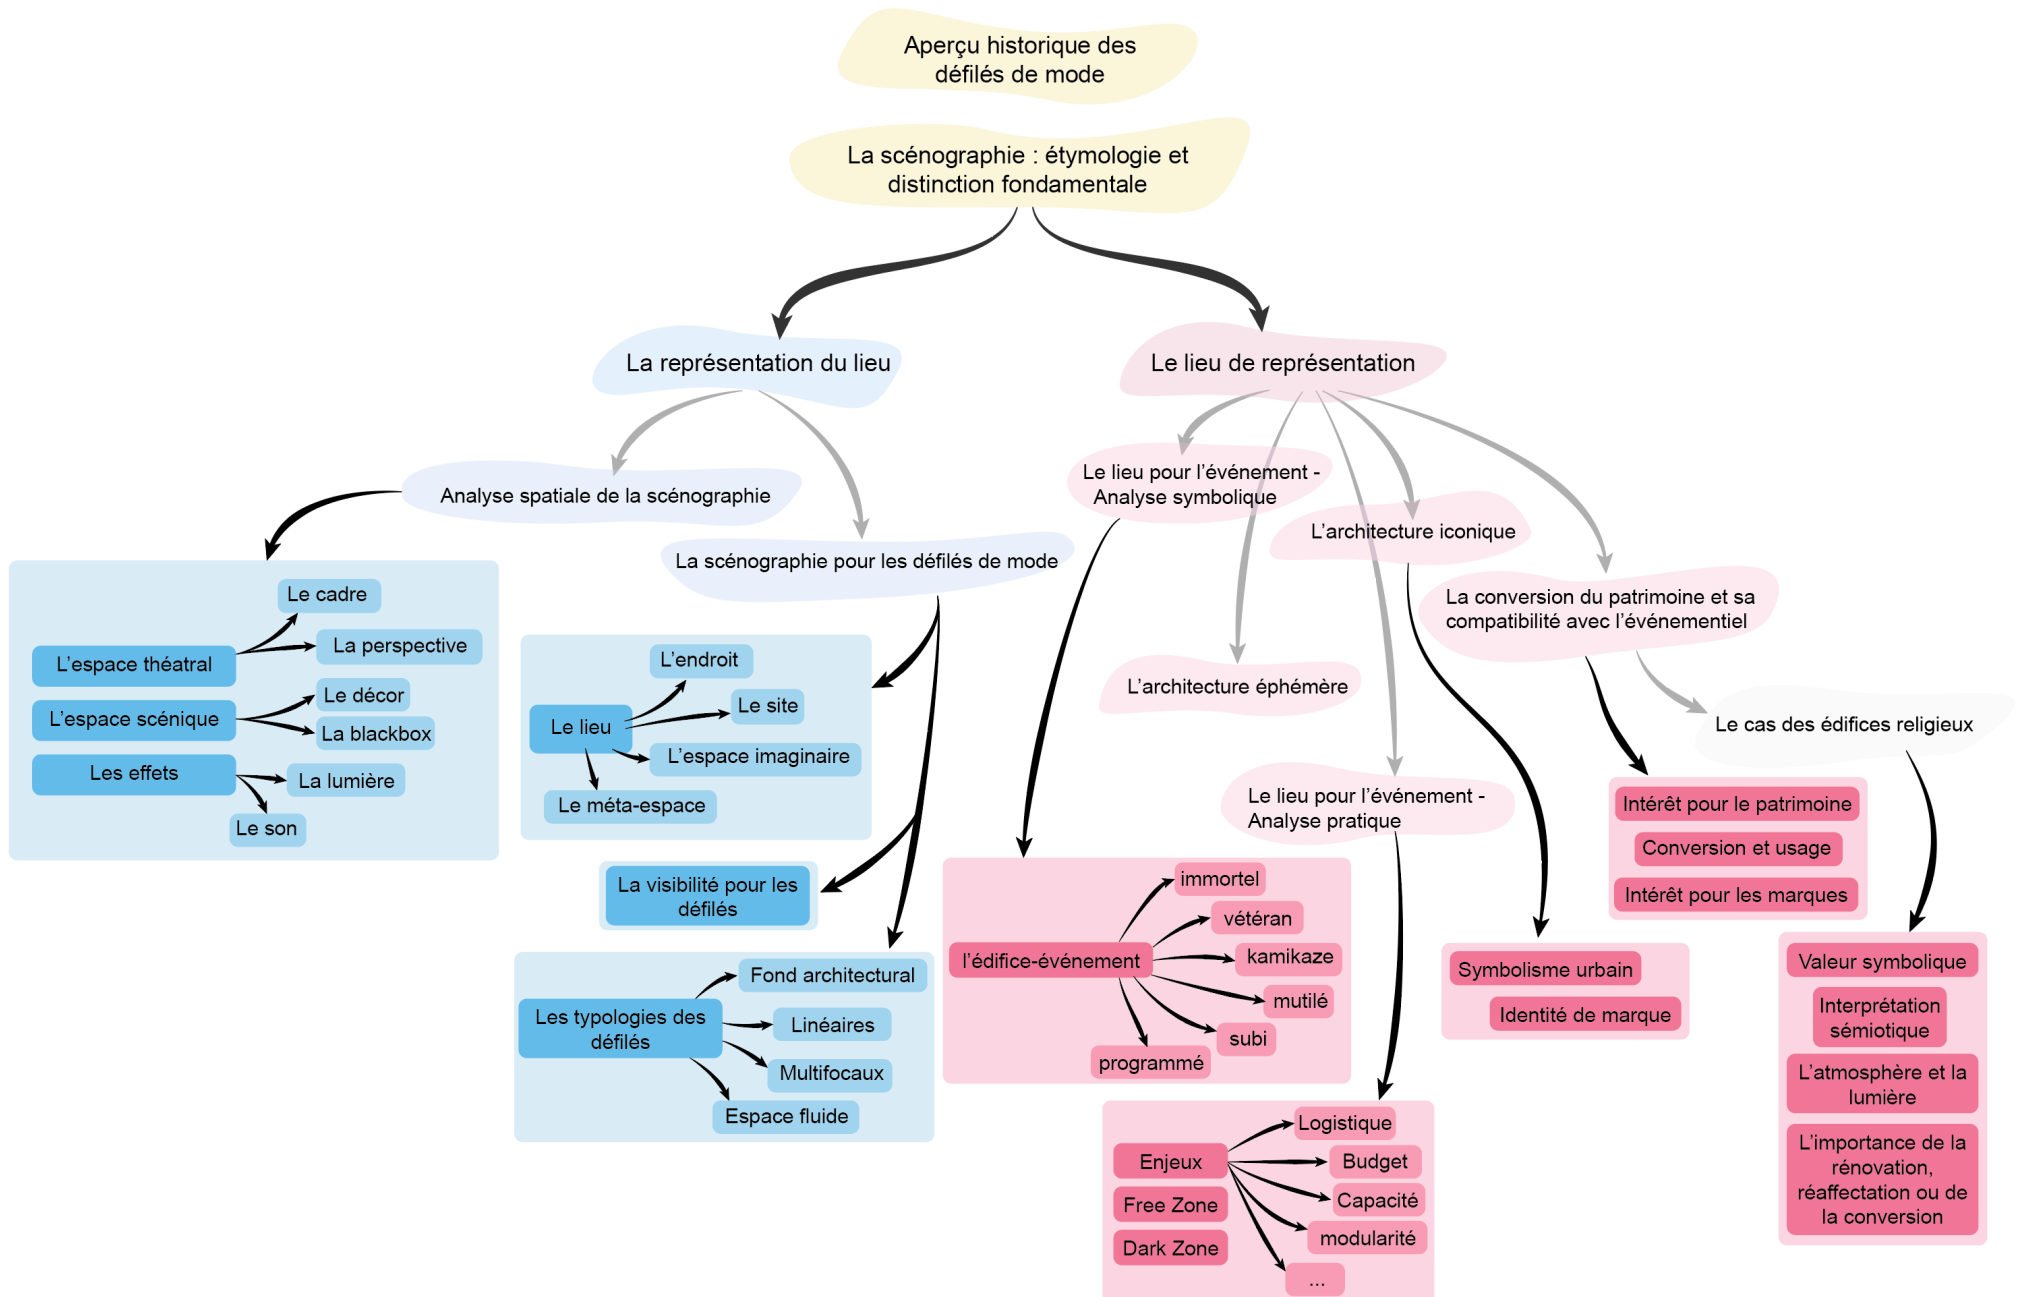 Aperçu historique des
défilés de mode
La scénographie : étymologie et
distinction fondamentale
La représentation du lieu
Le lieu de représentation
Analyse spatiale de la scénographie
La scénographie pour les défilés de mode
Le lieu pour l'événement -
Analyse symbolique
L'architecture iconique
La conversion du patrimoine et sa
compatibilité avec l'événementiel
L'architecture éphémère
Le cas des édifices religieux
Le lieu pour l'événement -
Analyse pratique
Le cadre
La perspective
L'espace théatral
Le décor
L'espace scénique
La blackbox
Les effets
La lumière
Le son
L'endroit
Le site
Le lieu
L'espace imaginaire
Le méta-espace
La visibilité pour les
défilés
Fond architectural
Les typologies des
défilés
Linéaires
Multifocaux
Espace fluide
immortel
vétéran
l'édifice-événement
kamikaze
mutilé
subi
programmé
Logistique
Enjeux
Budget
Capacité
Free Zone
modularité
Dark Zone
...
Symbolisme urbain
Identité de marque
Intérêt pour le patrimoine
Conversion et usage
Intérêt pour les marques
Valeur symbolique
Interprétation
sémiotique
L'atmosphère et la
lumière
L'importance de la
rénovation,
réaffectation ou de
la conversion